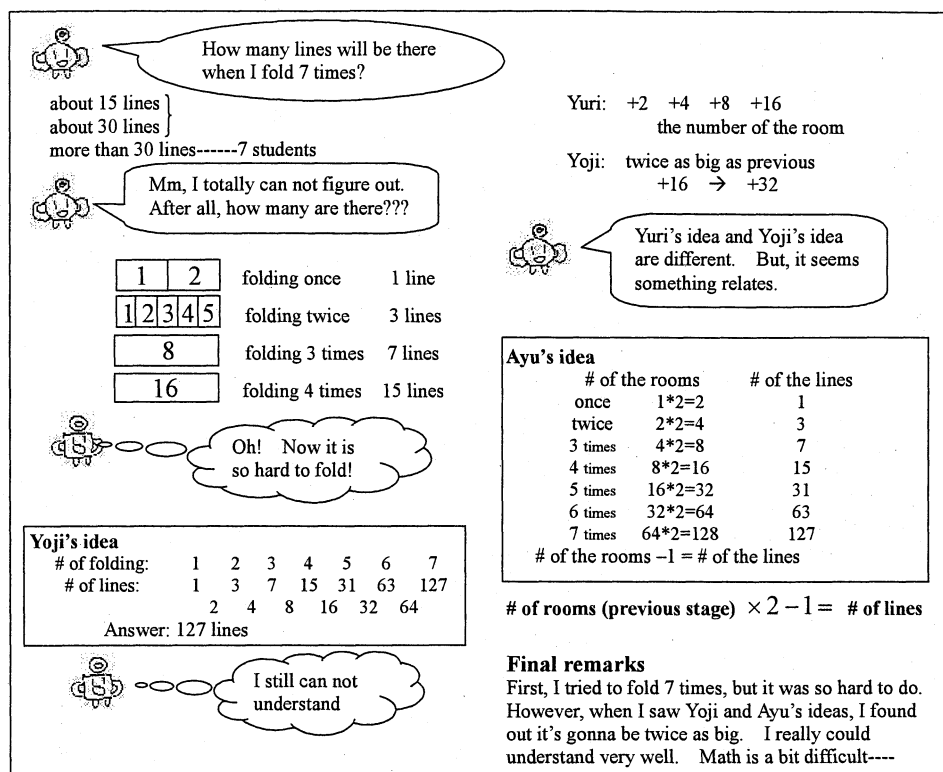 How many lines will be there
when I fold 7 times?
about 15 lines
about 30 lines
more than 30 lines------7 students
Mm, I totally can not figure out.
After all, how many are there???
1 2 folding once 1 line
1 2 3 4 5 folding twice 3 lines
8 folding 3 times 7 lines
16 folding 4 times 15 lines
Oh! Now it is
so hard to fold!
Yoji's idea
# of folding: 1 2 3 4 5 6 7
# of lines: 1 3 7 15 31 63 127
2 4 8 16 32 64
Answer: 127 lines
I still can not
understand
Yuri: +2 +4 +8 +16
the number of the room
Yoji: twice as big as previous
+16 → +32
Yuri's idea and Yoji's idea
are different. But, it seems
something relates.
Ayu's idea
# of the rooms # of the lines
once 1*2=2 1
twice 2*2=4 3
3 times 4*2=8 7
4 times 8*2=16 15
5 times 16*2=32 31
6 times 32*2=64 63
7 times 64*2=128 127
# of the rooms –1 = # of the lines
# of rooms (previous stage) ×2−1= # of lines
Final remarks
First, I tried to fold 7 times, but it was so hard to do.
However, when I saw Yoji and Ayu's ideas, I found
out it's gonna be twice as big. I really could
understand very well. Math is a bit difficult----